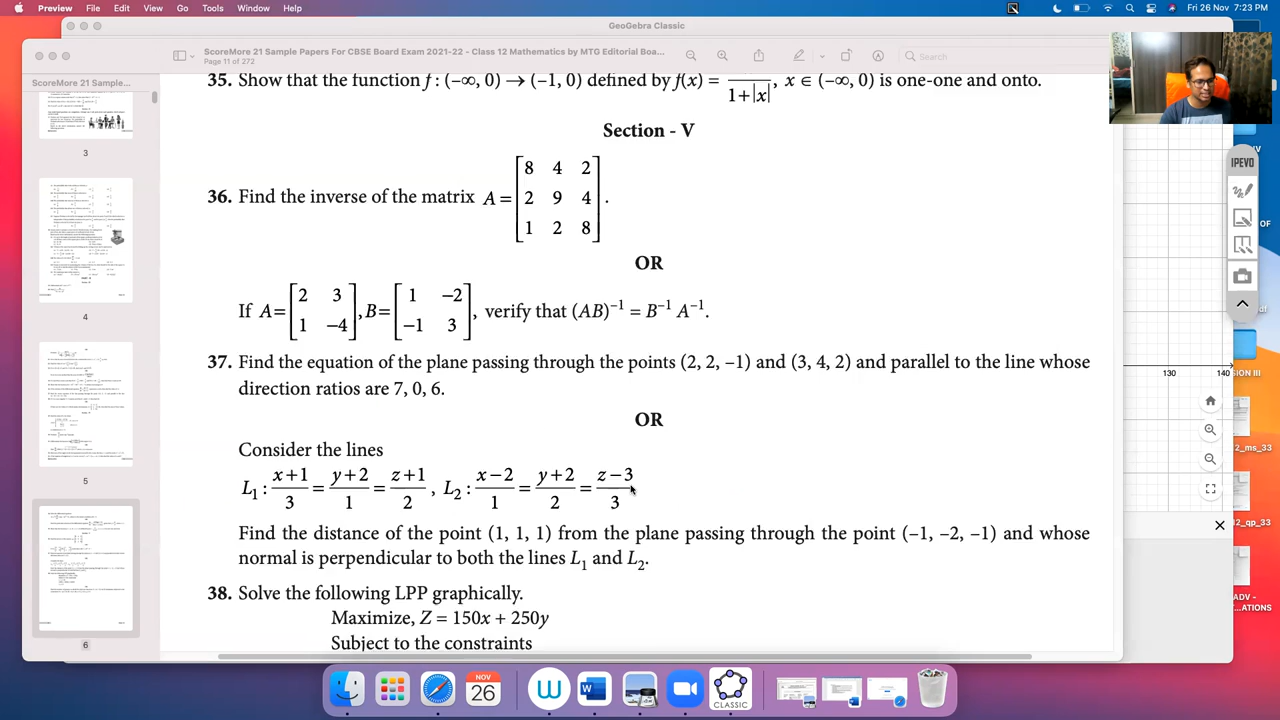 Preview File Edit View Go Tools Window Help
Fri 26 Nov 7:23 PM
GeoGebra Classic
ScoreMore 21 Sample Papers For CBSE Board Exam 2021-22 - Class 12 Mathematics by MTG Editorial Boa...
Page 11 of 272
Search
ScoreMore 21 Sample...
3
4
5
6
35. Show that the function f : (−∞, 0) → (−1, 0) defined by f(x) = x/(1+|x|), x ∈ (−∞, 0) is one-one and onto.
Section - V
36. Find the inverse of the matrix A = [8 4 2; 2 9 4; 1 2 8].
OR
If A = [2 3; 1 −4], B = [1 −2; −1 3], verify that (AB)⁻¹ = B⁻¹ A⁻¹.
37. Find the equation of the plane passing through the points (2, 2, −1) and (3, 4, 2) and parallel to the line whose
direction ratios are 7, 0, 6.
OR
Consider the lines
L₁ : (x+1)/3 = (y+2)/1 = (z+1)/2 , L₂ : (x−2)/1 = (y+2)/2 = (z−3)/3
Find the distance of the point (1, 1, 1) from the plane passing through the point (−1, −2, −1) and whose
normal is perpendicular to both the lines L₁ and L₂.
38. Solve the following LPP graphically.
Maximize, Z = 150x + 250y
Subject to the constraints
IPEVO
130
140
OF
SION III
12_ms_33
12_qp_33
ADV -
...ATIONS
NOV
26
W
W
GeoGebra
CLASSIC